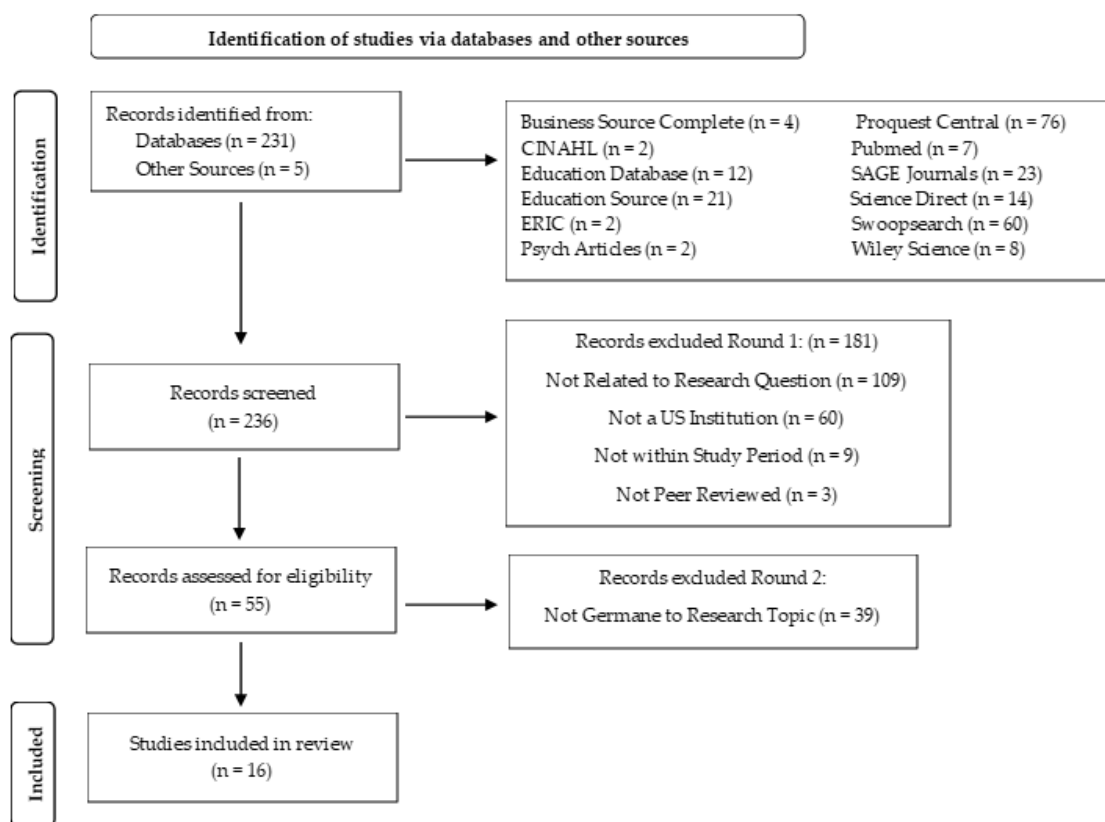 Identification of studies via databases and other sources
Identification
Records identified from:
Databases (n = 231)
Other Sources (n = 5)
Business Source Complete (n = 4)
CINAHL (n = 2)
Education Database (n = 12)
Education Source (n = 21)
ERIC (n = 2)
Psych Articles (n = 2)
Proquest Central (n = 76)
Pubmed (n = 7)
SAGE Journals (n = 23)
Science Direct (n = 14)
Swoopsearch (n = 60)
Wiley Science (n = 8)
Screening
Records screened
(n = 236)
Records excluded Round 1: (n = 181)
Not Related to Research Question (n = 109)
Not a US Institution (n = 60)
Not within Study Period (n = 9)
Not Peer Reviewed (n = 3)
Records assessed for eligibility
(n = 55)
Records excluded Round 2:
Not Germane to Research Topic (n = 39)
Included
Studies included in review
(n = 16)